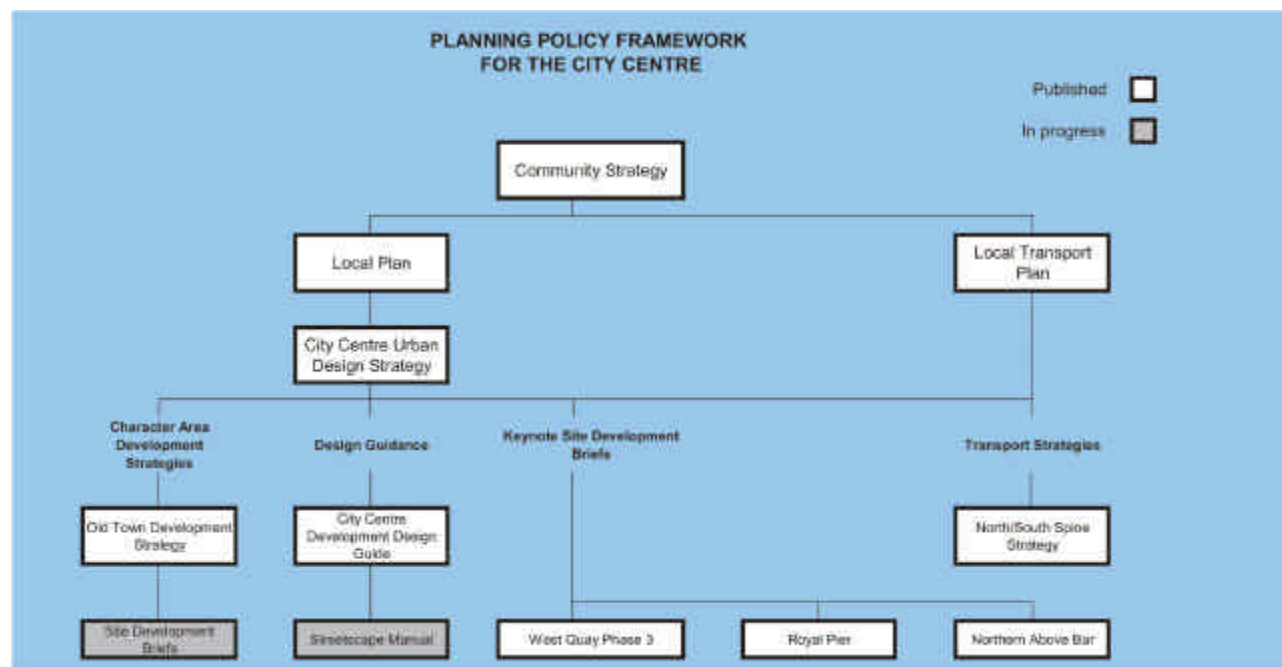 PLANNING POLICY FRAMEWORK
FOR THE CITY CENTRE
Published
In progress
Community Strategy
Local Plan
Local Transport
Plan
City Centre Urban
Design Strategy
Character Area
Development
Strategies
Design Guidance
Keynote Site Development
Briefs
Transport Strategies
Old Town Development
Strategy
City Centre
Development Design
Guide
North/South Spine
Strategy
Site Development
Briefs
Streetscape Manual
West Quay Phase 3
Royal Pier
Northern Above Bar